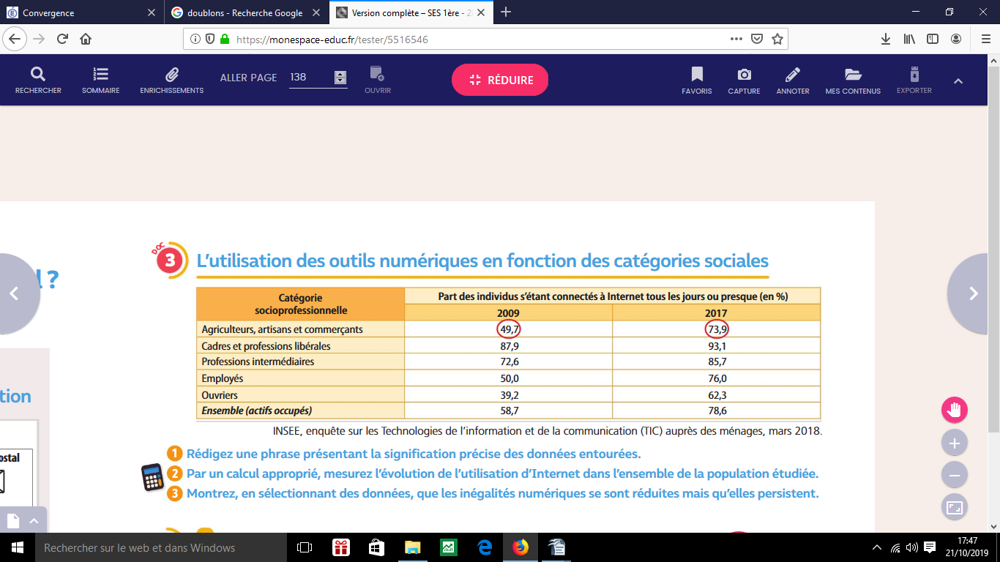 Convergence
doublons - Recherche Google
Version complète – SES 1ère - 2
https://monespace-educ.fr/tester/5516546
RECHERCHER
SOMMAIRE
ENRICHISSEMENTS
ALLER PAGE 138
OUVRIR
RÉDUIRE
FAVORIS
CAPTURE
ANNOTER
MES CONTENUS
EXPORTER
l ?
tion
ostal
DOC
3 L'utilisation des outils numériques en fonction des catégories sociales
Catégorie
socioprofessionnelle
Part des individus s'étant connectés à Internet tous les jours ou presque (en %)
2009 2017
Agriculteurs, artisans et commerçants 49,7 73,9
Cadres et professions libérales 87,9 93,1
Professions intermédiaires 72,6 85,7
Employés 50,0 76,0
Ouvriers 39,2 62,3
Ensemble (actifs occupés) 58,7 78,6
INSEE, enquête sur les Technologies de l'information et de la communication (TIC) auprès des ménages, mars 2018.
1 Rédigez une phrase présentant la signification précise des données entourées.
2 Par un calcul approprié, mesurez l'évolution de l'utilisation d'Internet dans l'ensemble de la population étudiée.
3 Montrez, en sélectionnant des données, que les inégalités numériques se sont réduites mais qu'elles persistent.
Rechercher sur le web et dans Windows
17:47
21/10/2019